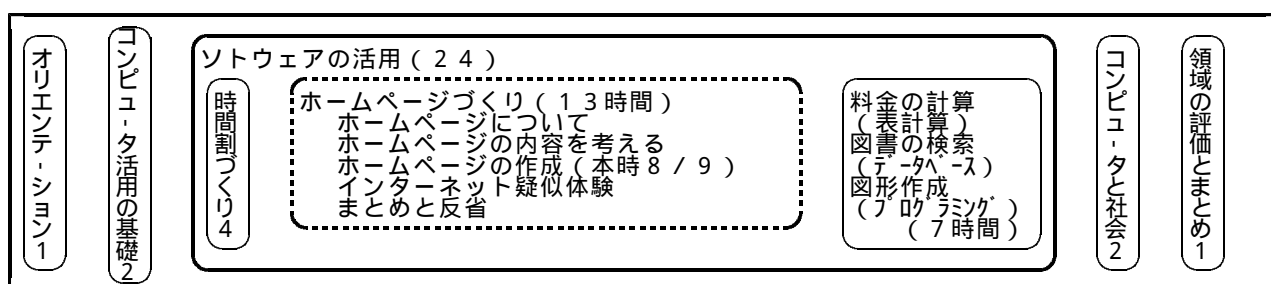 オリエンテ-ション1
コンピュ-タ活用の基礎2
ソトウェアの活用(24)
時間割づくり4
ホームページづくり(13時間)
ホームページについて
ホームページの内容を考える
ホームページの作成(本時8/9)
インターネット疑似体験
まとめと反省
料金の計算
(表計算)
図書の検索
(データベース)
図形作成
(プログラミング)
(7時間)
コンピュ-タと社会2
領域の評価とまとめ1